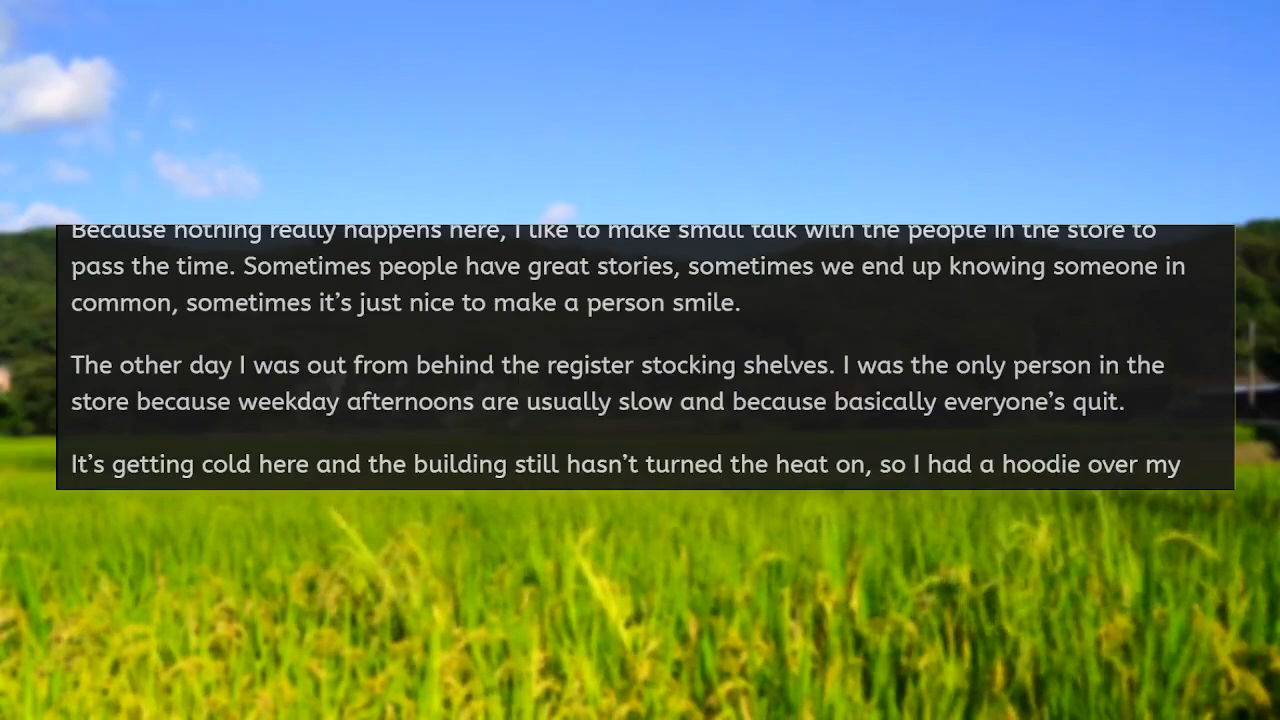 Because nothing really happens here, I like to make small talk with the people in the store to
pass the time. Sometimes people have great stories, sometimes we end up knowing someone in
common, sometimes it’s just nice to make a person smile.
The other day I was out from behind the register stocking shelves. I was the only person in the
store because weekday afternoons are usually slow and because basically everyone’s quit.
It’s getting cold here and the building still hasn’t turned the heat on, so I had a hoodie over my